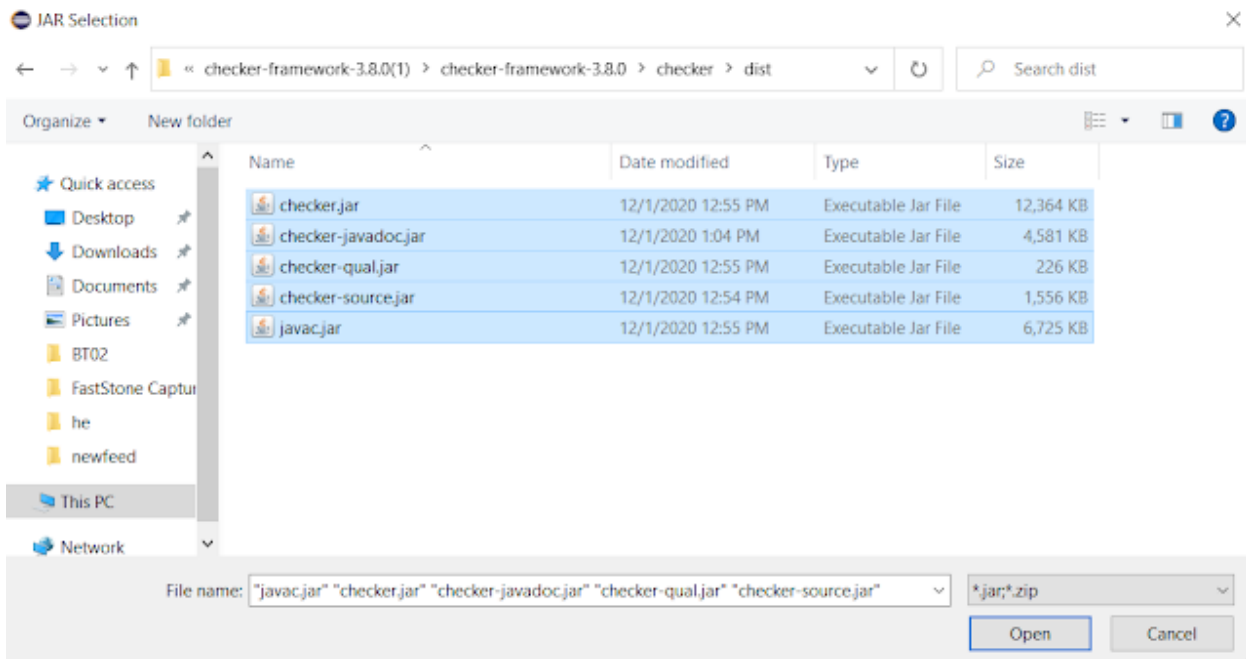 JAR Selection
« checker-framework-3.8.0(1) > checker-framework-3.8.0 > checker > dist
Search dist
Organize
New folder
Name Date modified Type Size
Quick access
Desktop
Downloads
Documents
Pictures
BT02
FastStone Captur
he
newfeed
This PC
Network
checker.jar 12/1/2020 12:55 PM Executable Jar File 12,364 KB
checker-javadoc.jar 12/1/2020 1:04 PM Executable Jar File 4,581 KB
checker-qual.jar 12/1/2020 12:55 PM Executable Jar File 226 KB
checker-source.jar 12/1/2020 12:54 PM Executable Jar File 1,556 KB
javac.jar 12/1/2020 12:55 PM Executable Jar File 6,725 KB
File name: "javac.jar" "checker.jar" "checker-javadoc.jar" "checker-qual.jar" "checker-source.jar"
*.jar;*.zip
Open
Cancel